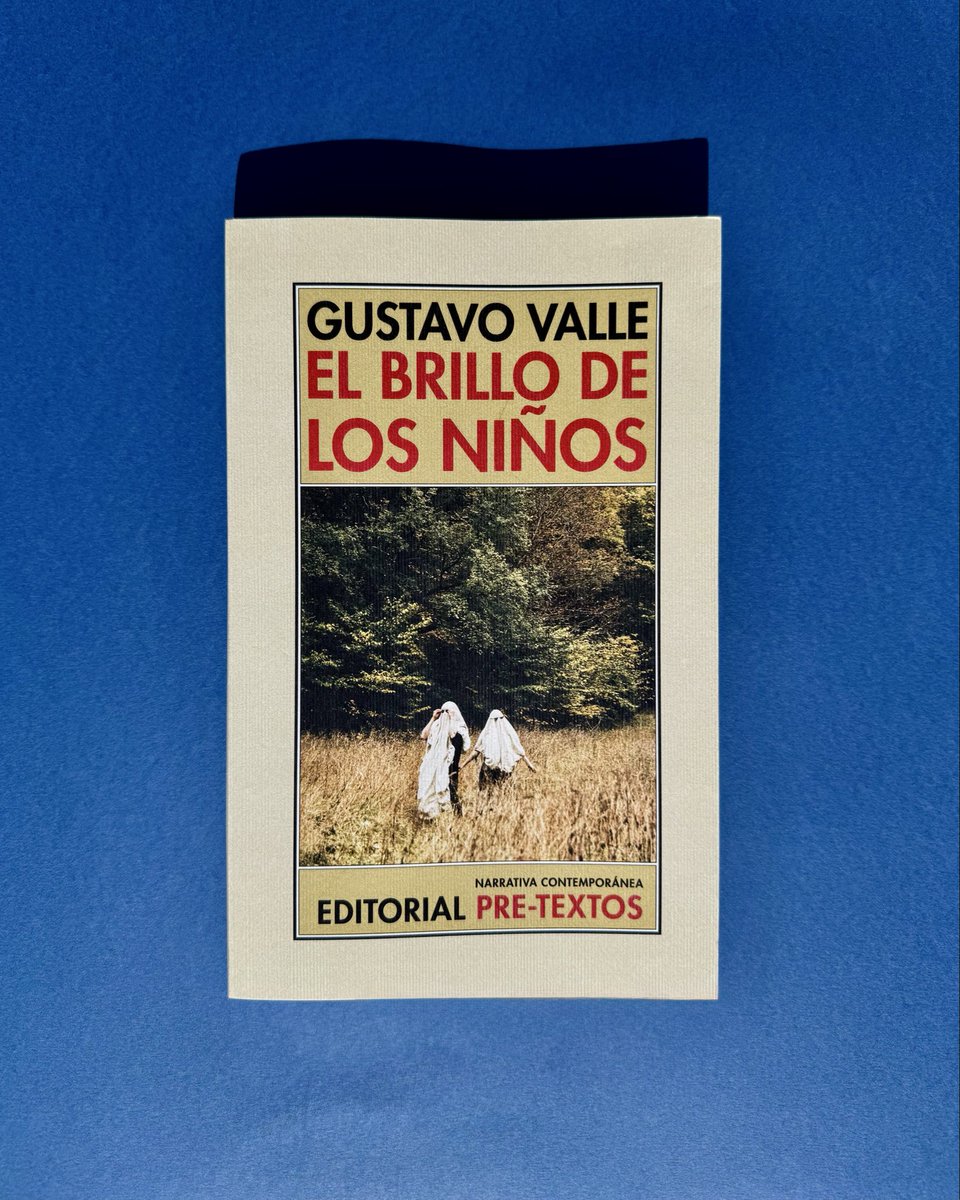 GUSTAVO VALLE
EL BRILLO DE
LOS NIÑOS
NARRATIVA CONTEMPORÁNEA
EDITORIAL PRE-TEXTOS